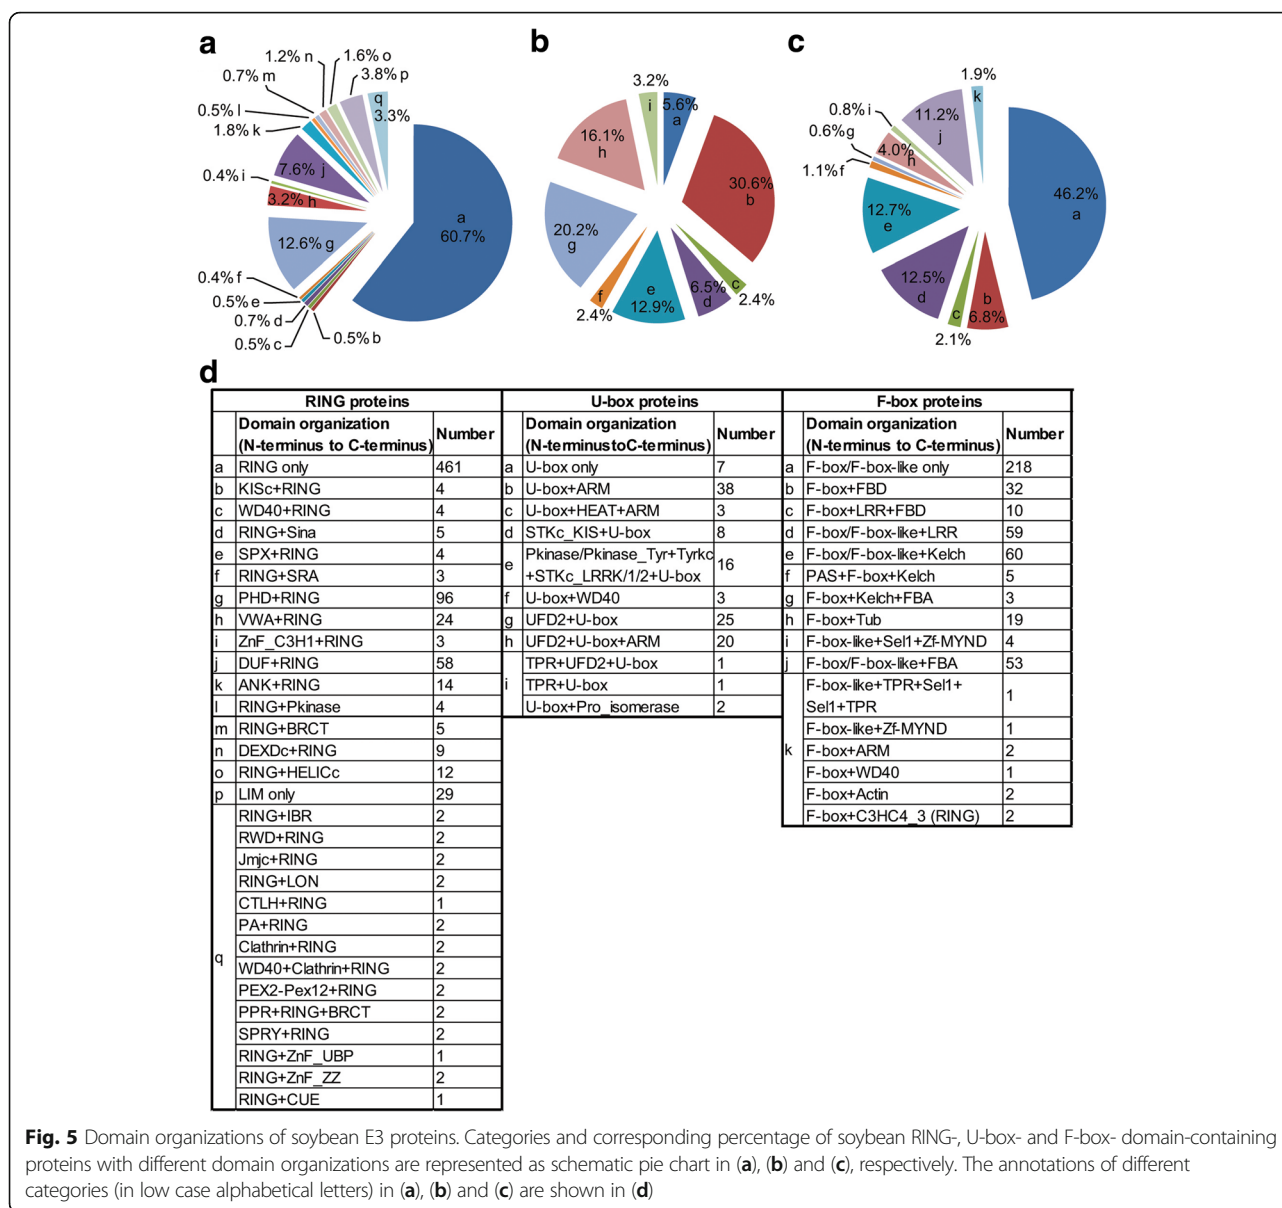 a
b
c
1.2% n
1.6% o
0.7% m
3.8% p
0.5% l
q
3.3%
1.8% k
7.6% j
0.4% i
3.2% h
a
60.7%
12.6% g
0.4% f
0.5% e
0.7% d
0.5% c
0.5% b
3.2%
i
5.6%
a
16.1%
h
30.6%
b
20.2%
g
c
2.4%
6.5%
d
e
12.9%
f
2.4%
1.9%
k
0.8% i
11.2%
j
0.6% g
4.0%
h
1.1% f
46.2%
a
12.7%
e
12.5%
d
b
6.8%
c
2.1%
d
RING proteins
Domain organization (N-terminus to C-terminus) Number
a RING only 461
b KISc+RING 4
c WD40+RING 4
d RING+Sina 5
e SPX+RING 4
f RING+SRA 3
g PHD+RING 96
h VWA+RING 24
i ZnF_C3H1+RING 3
j DUF+RING 58
k ANK+RING 14
l RING+Pkinase 4
m RING+BRCT 5
n DEXDc+RING 9
o RING+HELICc 12
p LIM only 29
q RING+IBR 2
RWD+RING 2
Jmjc+RING 2
RING+LON 2
CTLH+RING 1
PA+RING 2
Clathrin+RING 2
WD40+Clathrin+RING 2
PEX2-Pex12+RING 2
PPR+RING+BRCT 2
SPRY+RING 2
RING+ZnF_UBP 1
RING+ZnF_ZZ 2
RING+CUE 1
U-box proteins
Domain organization (N-terminustoC-terminus) Number
a U-box only 7
b U-box+ARM 38
c U-box+HEAT+ARM 3
d STKc_KIS+U-box 8
e Pkinase/Pkinase_Tyr+Tyrkc
+STKc_LRRK/1/2+U-box 16
f U-box+WD40 3
g UFD2+U-box 25
h UFD2+U-box+ARM 20
i TPR+UFD2+U-box 1
TPR+U-box 1
U-box+Pro_isomerase 2
F-box proteins
Domain organization (N-terminus to C-terminus) Number
a F-box/F-box-like only 218
b F-box+FBD 32
c F-box+LRR+FBD 10
d F-box/F-box-like+LRR 59
e F-box/F-box-like+Kelch 60
f PAS+F-box+Kelch 5
g F-box+Kelch+FBA 3
h F-box+Tub 19
i F-box-like+Sel1+Zf-MYND 4
j F-box/F-box-like+FBA 53
k F-box-like+TPR+Sel1+
Sel1+TPR 1
F-box-like+Zf-MYND 1
F-box+ARM 2
F-box+WD40 1
F-box+Actin 2
F-box+C3HC4_3 (RING) 2
Fig. 5 Domain organizations of soybean E3 proteins. Categories and corresponding percentage of soybean RING-, U-box- and F-box- domain-containing
proteins with different domain organizations are represented as schematic pie chart in (a), (b) and (c), respectively. The annotations of different
categories (in low case alphabetical letters) in (a), (b) and (c) are shown in (d)